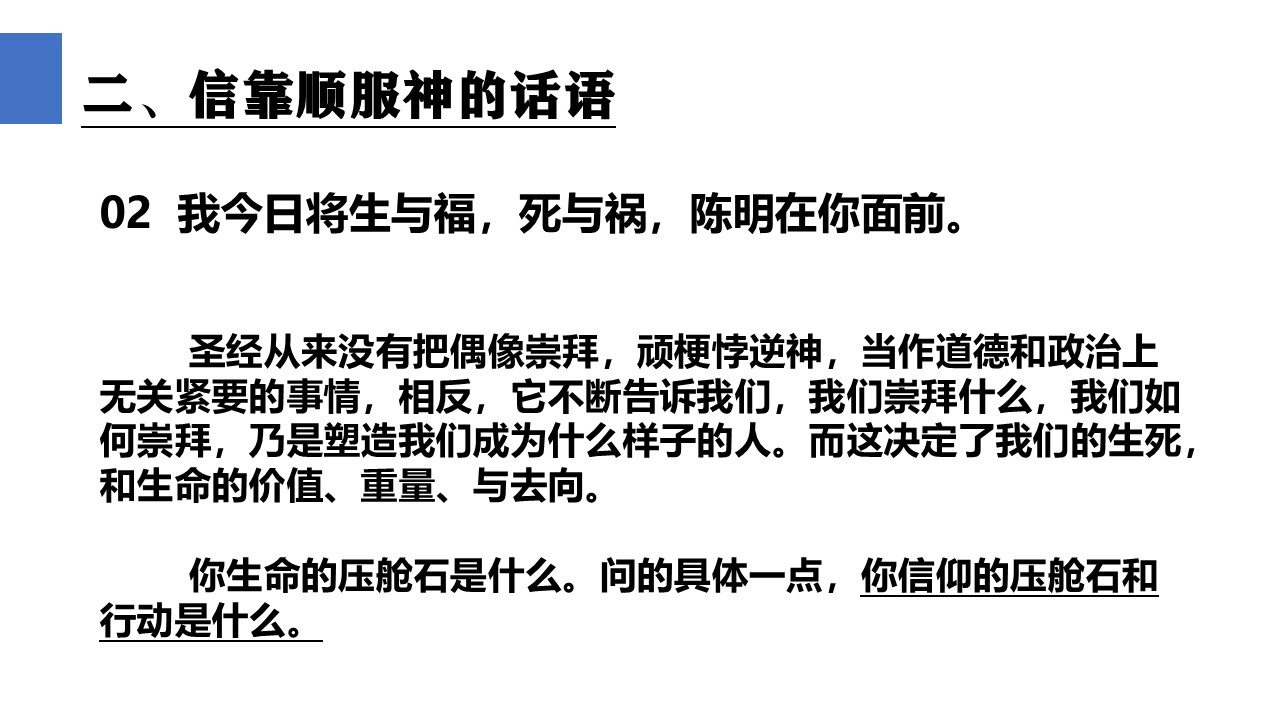 二、信靠顺服神的话语
02 我今日将生与福，死与祸，陈明在你面前。
圣经从来没有把偶像崇拜，顽梗悖逆神，当作道德和政治上
无关紧要的事情，相反，它不断告诉我们，我们崇拜什么，我们如
何崇拜，乃是塑造我们成为什么样子的人。而这决定了我们的生死，
和生命的价值、重量、与去向。
你生命的压舱石是什么。问的具体一点，你信仰的压舱石和
行动是什么。